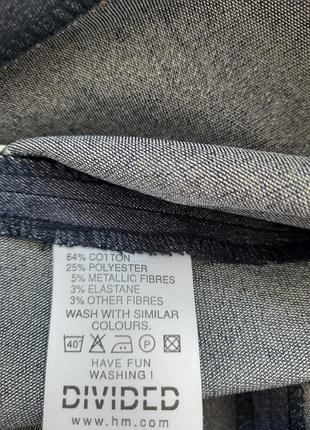 64% COTTON
25% POLYESTER
5% METALLIC FIBRES
3% ELASTANE
3% OTHER FIBRES
WASH WITH SIMILAR
COLOURS.
40° P
HAVE FUN
WASHING !
DIVIDED
www.hm.com